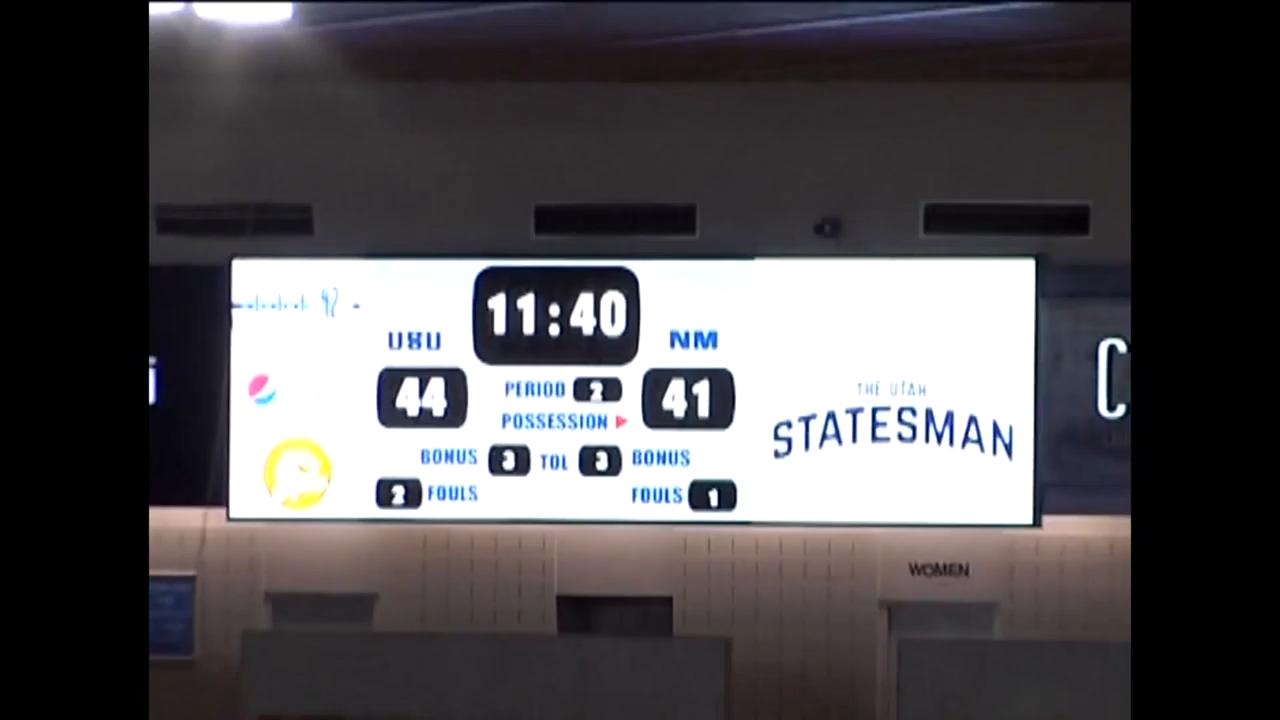 11:40
USU
NM
44
PERIOD 2
41
POSSESSION
THE UTAH
STATESMAN
BONUS 3 TOL 3 BONUS
2 FOULS
FOULS 1
WOMEN
C